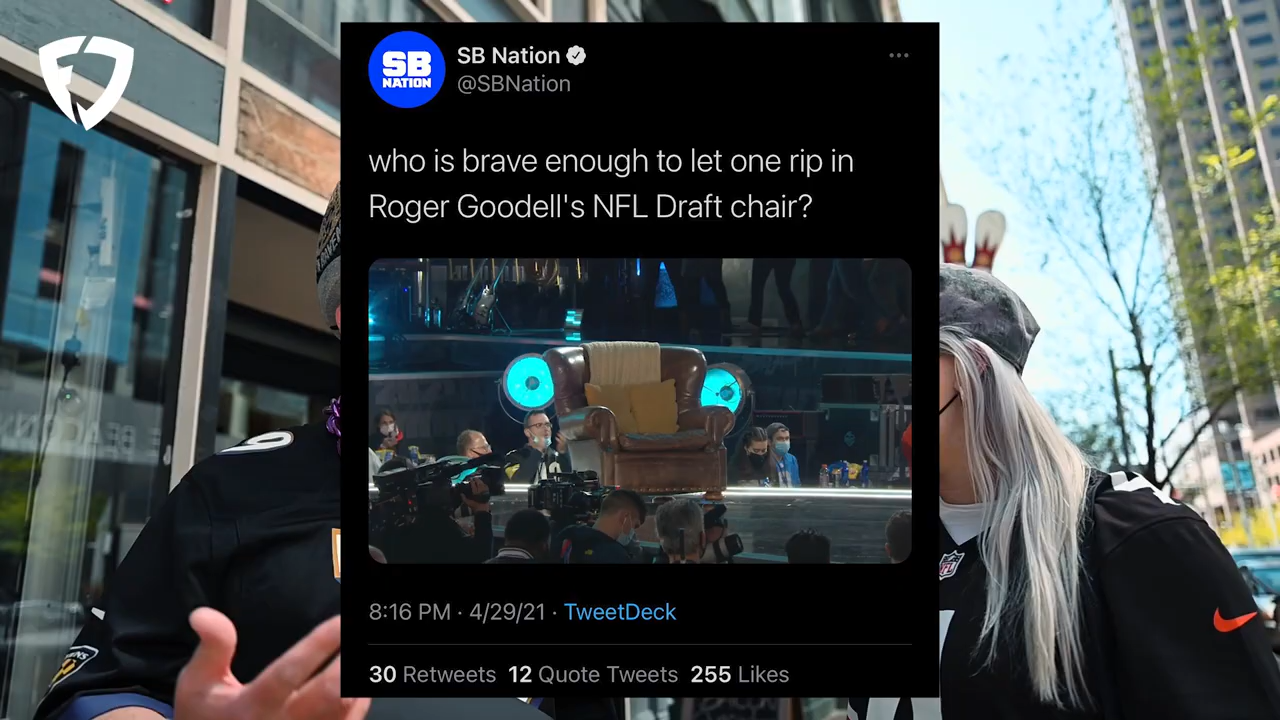 SB
NATION
SB Nation
@SBNation
who is brave enough to let one rip in
Roger Goodell's NFL Draft chair?
8:16 PM · 4/29/21 · TweetDeck
30 Retweets 12 Quote Tweets 255 Likes
NFL